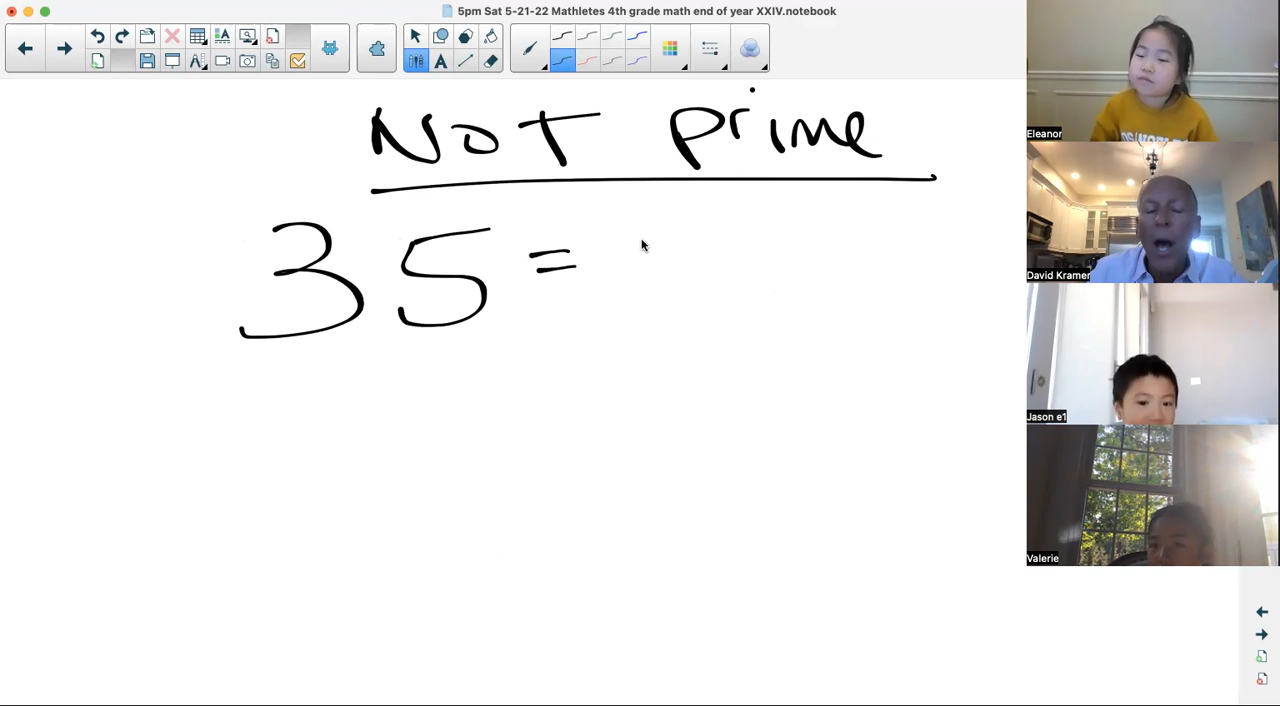 5pm Sat 5-21-22 Mathletes 4th grade math end of year XXIV.notebook
Not prime
35 =
Eleanor
David Kramer
Jason e1
Valerie